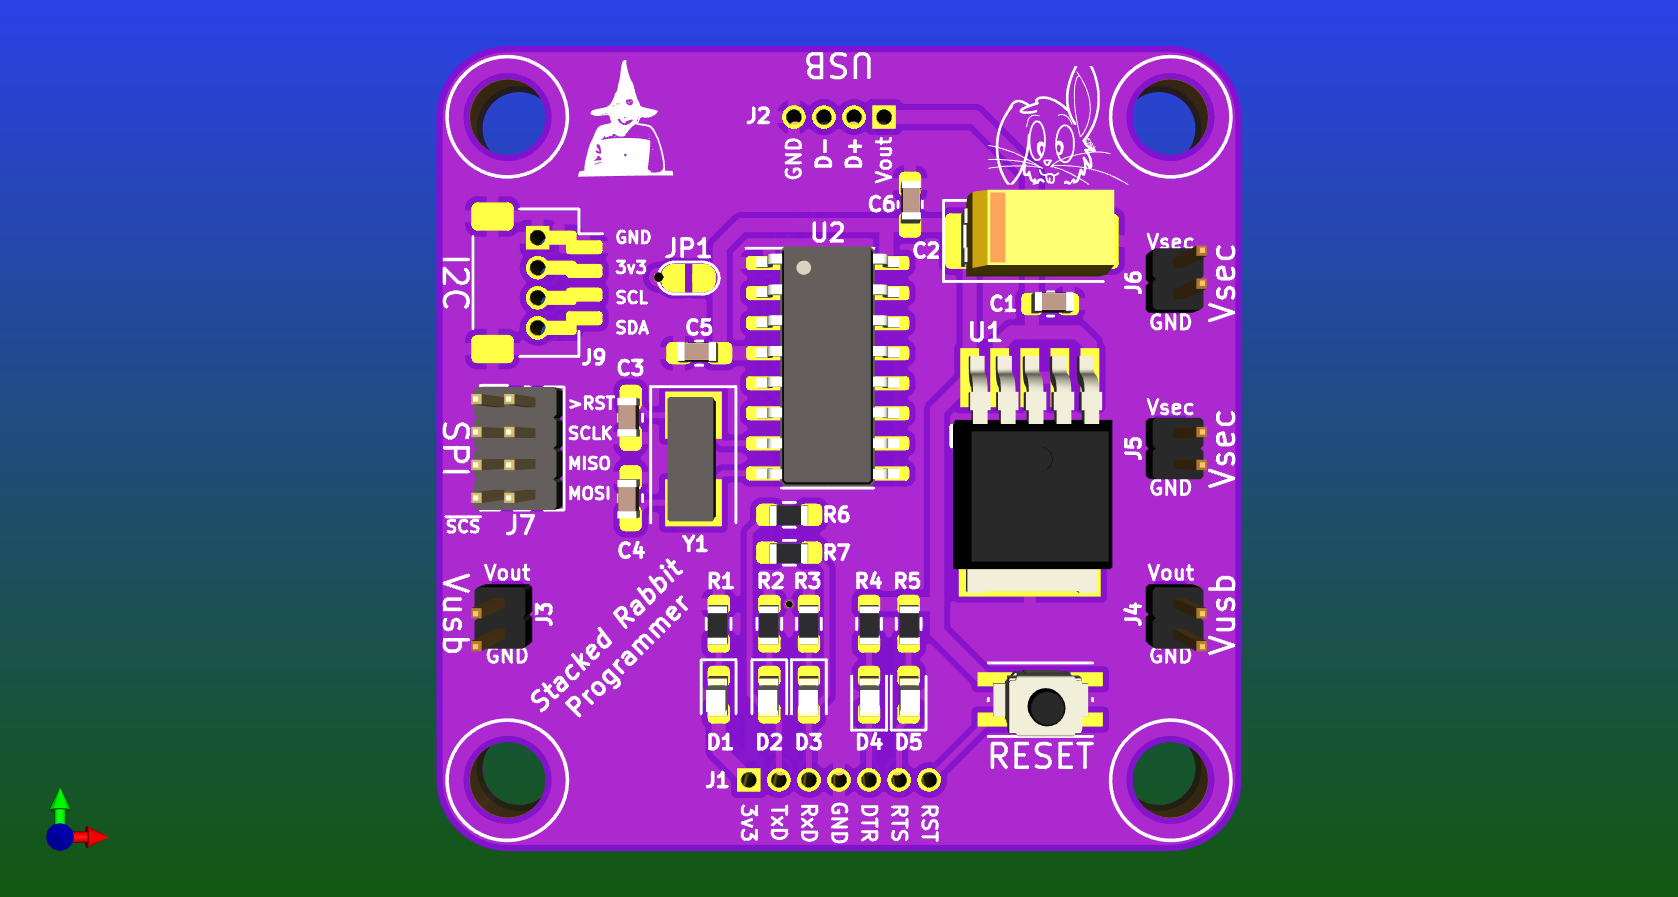 USB
J2
GND
D-
D+
Vout
C6
U2
C2
I2C
GND
3v3
SCL
SDA
J9
JP1
C5
C3
C1
U1
Vsec
J6
Vsec
GND
SPI
>RST
SCLK
MISO
MOSI
SCS
J7
C4
Y1
Vsec
J5
Vsec
GND
R6
R7
R1
R2
R3
R4
R5
Vout
Vusb
J3
GND
Stacked Rabbit
Programmer
Vout
J4
Vusb
GND
D1
D2
D3
D4
D5
RESET
J1
3v3
TxD
RxD
GND
DTR
RTS
RST